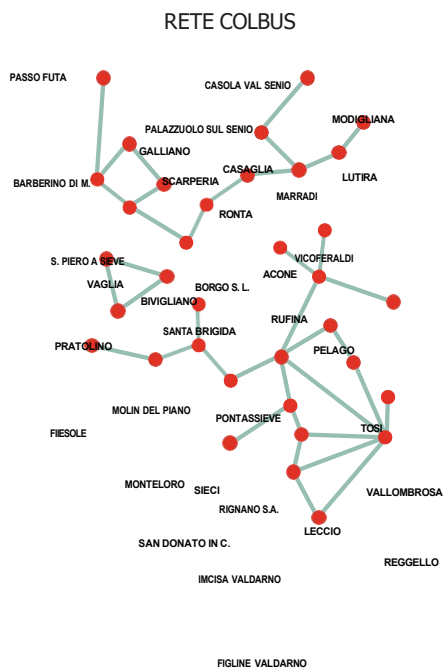 RETE COLBUS
PASSO FUTA
CASOLA VAL SENIO
MODIGLIANA
PALAZZUOLO SUL SENIO
GALLIANO
CASAGLIA
LUTIRA
BARBERINO DI M.
SCARPERIA
MARRADI
RONTA
S. PIERO A SIEVE
VICOFERALDI
ACONE
VAGLIA
BIVIGLIANO
BORGO S. L.
RUFINA
SANTA BRIGIDA
PRATOLINO
PELAGO
MOLIN DEL PIANO
PONTASSIEVE
TOSI
FIIESOLE
MONTELORO
SIECI
VALLOMBROSA
RIGNANO S.A.
LECCIO
SAN DONATO IN C.
REGGELLO
IMCISA VALDARNO
FIGLINE VALDARNO